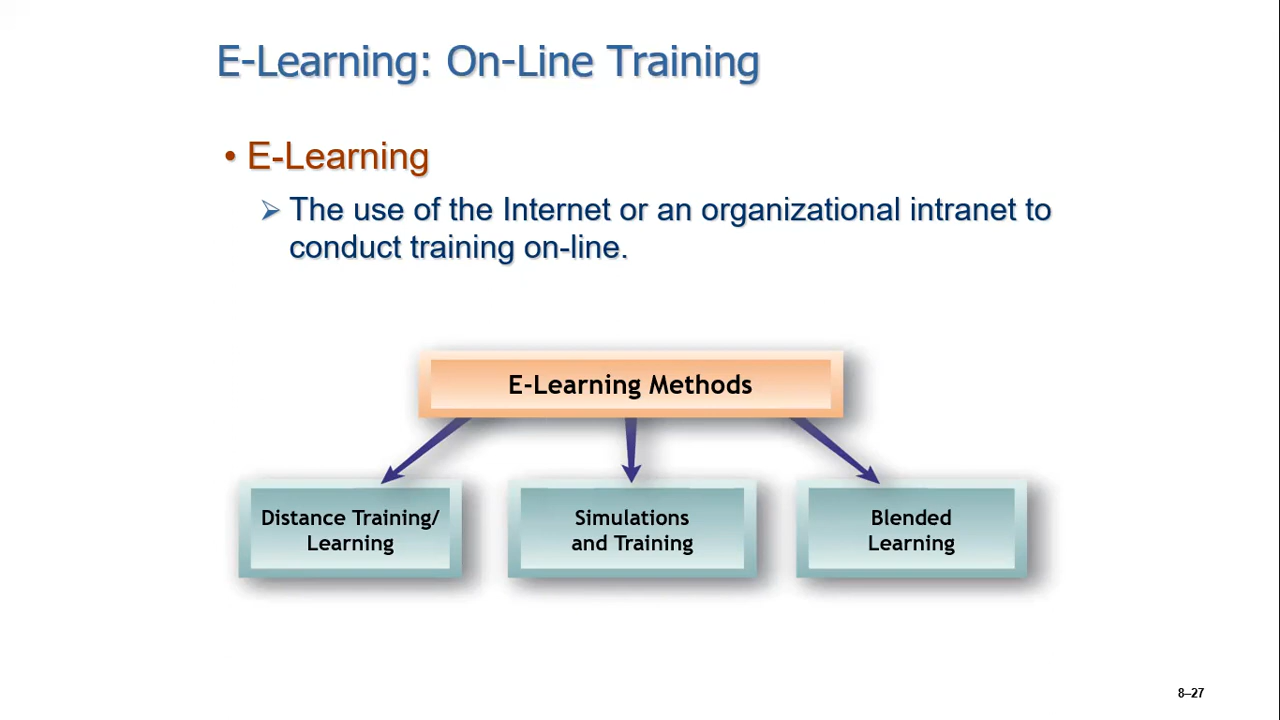 E-Learning: On-Line Training
• E-Learning
➢ The use of the Internet or an organizational intranet to
conduct training on-line.
E-Learning Methods
Distance Training/
Learning
Simulations
and Training
Blended
Learning
8–27